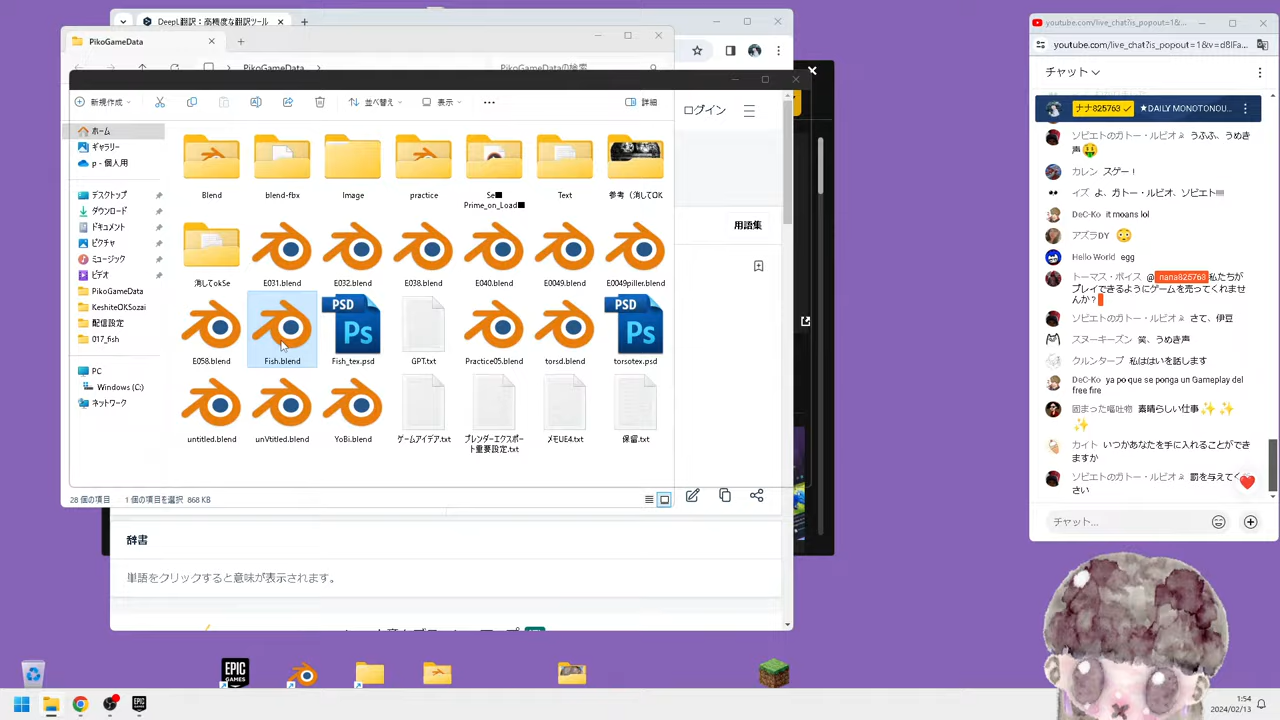 DeepL翻訳：高精度な翻訳ツール
PikoGameData
PikoGameData
PikoGameDataの検索
新規作成
並べ替え
表示
詳細
ホーム
ギャラリ
p - 個人用
デスクトップ
ダウンロード
ドキュメント
ピクチャ
ミュージック
ビデオ
PikoGameData
KeshiteOKSozai
配信設定
017_fish
PC
Windows (C:)
ネットワーク
Blend
blend-fbx
Image
practice
Se
Prime_on_Load
Text
参考（消してOK
消してokSe
E031.blend
E032.blend
E038.blend
E040.blend
E0049.blend
E0049piller.blend
E058.blend
Fish.blend
PSD
Ps
Fish_tex.psd
GPT.txt
Practice05.blend
torsd.blend
PSD
Ps
torsotex.psd
untitled.blend
unVtitled.blend
YoBi.blend
ゲームアイデア.txt
ブレンダーエクスポー
ト重要設定.txt
メモUE4.txt
保留.txt
28 個の項目
1 個の項目を選択 868 KB
ログイン
用語集
辞書
単語をクリックすると意味が表示されます。
EPIC
GAMES
youtube.com/live_chat?is_popout=1&...
youtube.com/live_chat?is_popout=1&v=d8IFa...
チャット
ナナ825763
★DAILY MONOTONOU...
ソビエトのガトー・ルビオ
うふふ、うめき
声
カレン スゲー！
イズ よ、ガトー・ルビオ、ソビエト!!!
DeC-Ko it moans lol
アズラDY
Hello World egg
トーマス・ボイス @nana825763 私たちが
プレイできるようにゲームを売ってくれませ
んか？
ソビエトのガトー・ルビオ
さて、伊豆
スヌーキーズン 笑、うめき声
クルンターブ 私ははいを話します
DeC-Ko ya po que se ponga un Gameplay del
free fire
固まった嘔吐物 素晴らしい仕事
カイト いつかあなたを手に入れることができ
ますか
ソビエトのガトー・ルビオ
罰を与えてく
さい
チャット...
1:54
2024/02/13